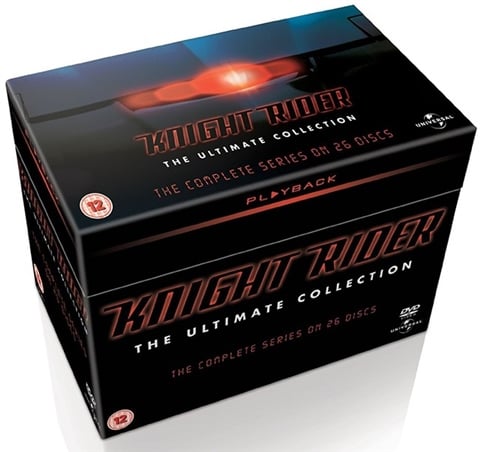 KNIGHT RIDER
THE ULTIMATE COLLECTION
THE COMPLETE SERIES ON 26 DISCS
UNIVERSAL
12
PLAYBACK
KNIGHT RIDER
THE ULTIMATE COLLECTION
THE COMPLETE SERIES ON 26 DISCS
DVD
UNIVERSAL
12